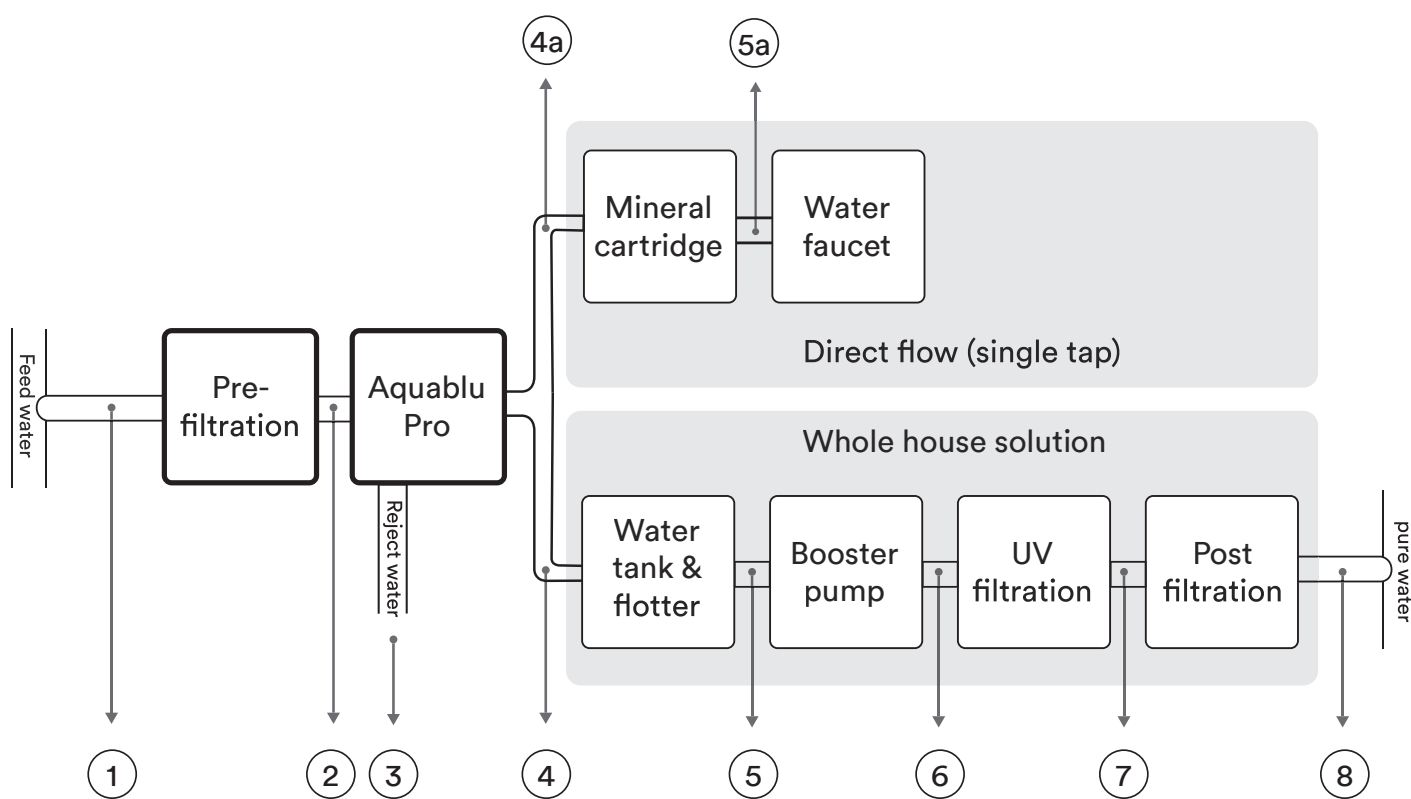 4a
5a
Mineral
cartridge
Water
faucet
Direct flow (single tap)
Feed water
Pre-
filtration
Aquablu
Pro
Reject water
Whole house solution
Water
tank &
flotter
Booster
pump
UV
filtration
Post
filtration
pure water
1
2
3
4
5
6
7
8